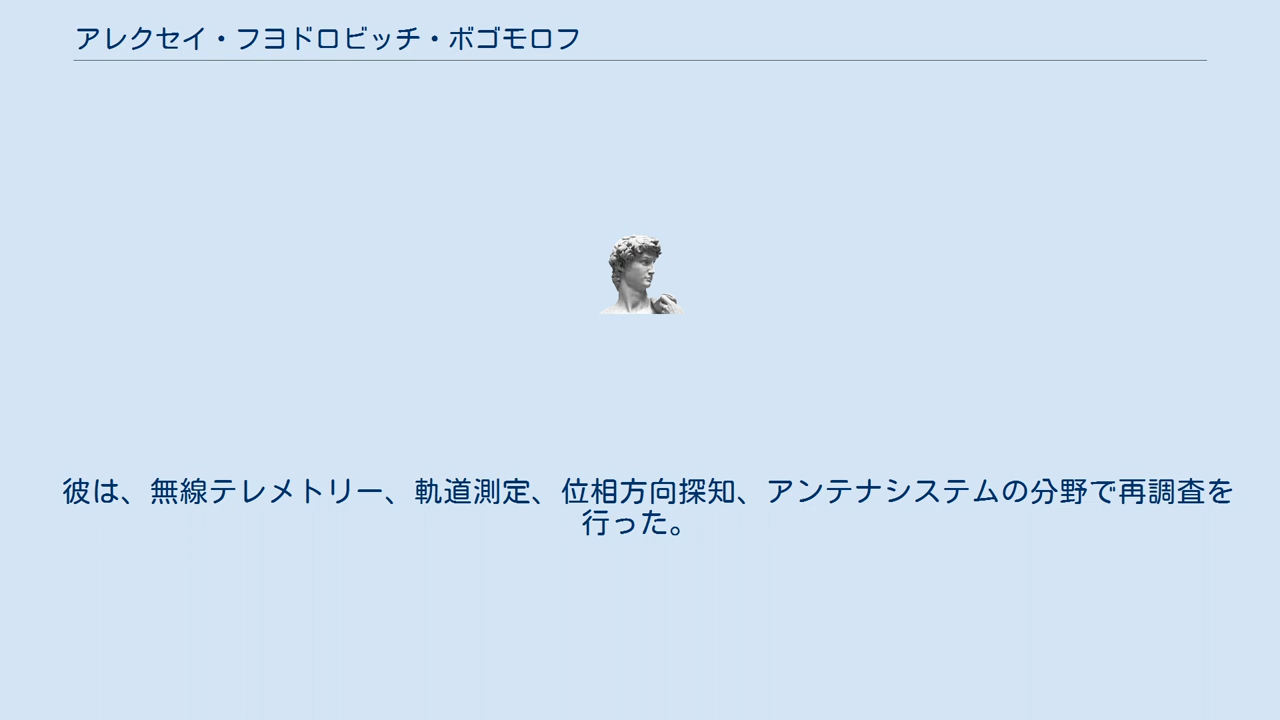 アレクセイ・フヨドロビッチ・ボゴモロフ
彼は、無線テレメトリー、軌道測定、位相方向探知、アンテナシステムの分野で再調査を
行った。